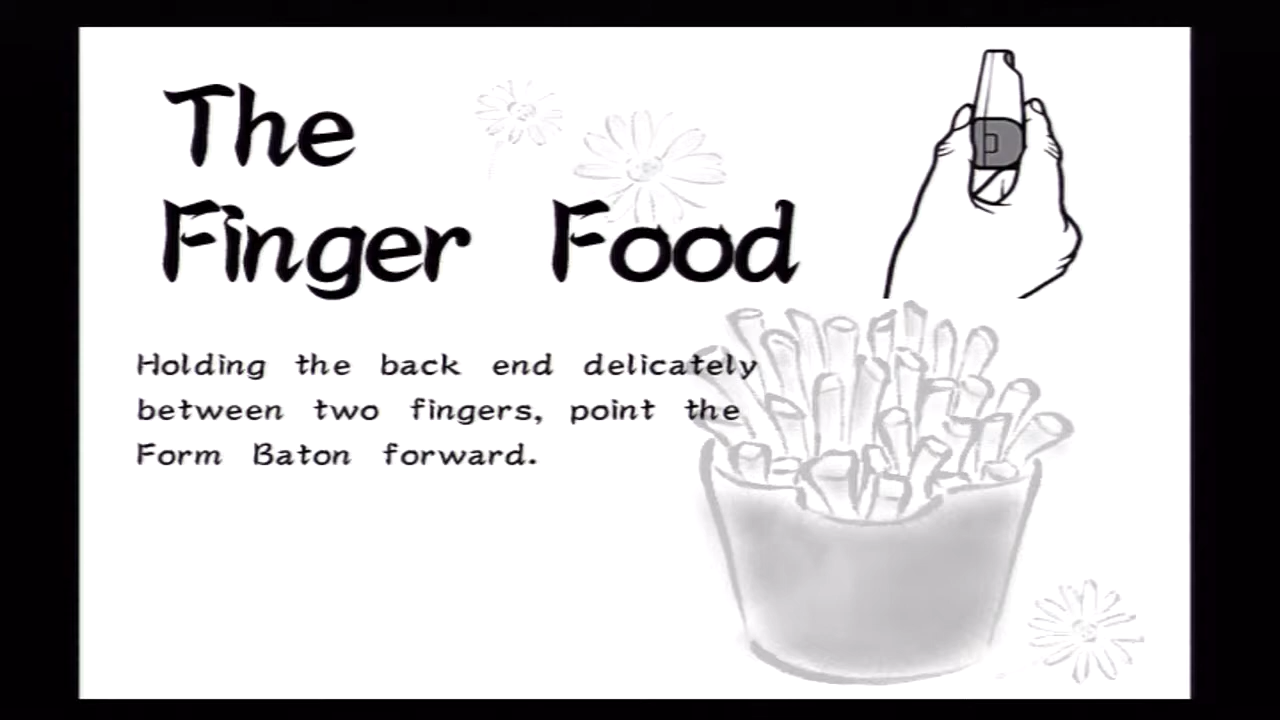 The
Finger Food
Holding the back end delicately
between two fingers, point the
Form Baton forward.